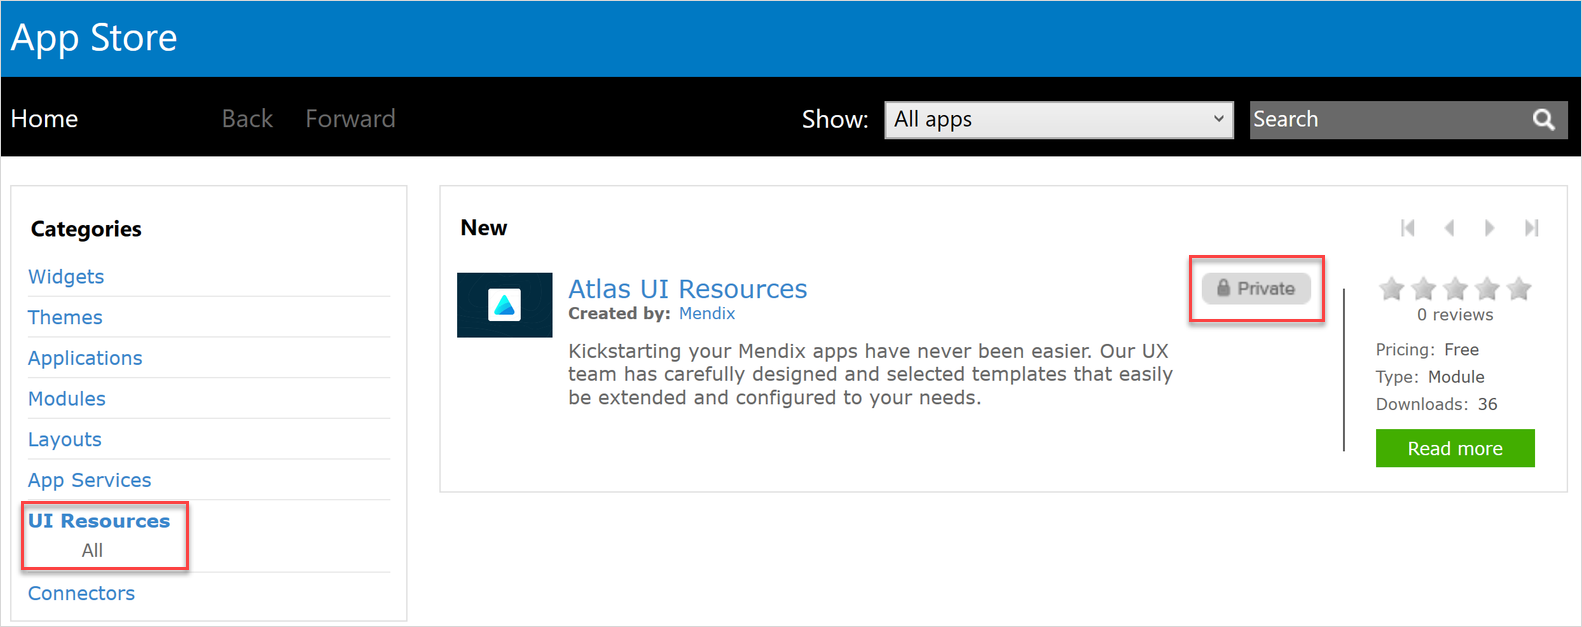 App Store
Home Back Forward Show: All apps Search
Categories
Widgets
Themes
Applications
Modules
Layouts
App Services
UI Resources
All
Connectors
New
Atlas UI Resources
Created by: Mendix
Kickstarting your Mendix apps have never been easier. Our UX
team has carefully designed and selected templates that easily
be extended and configured to your needs.
Private
0 reviews
Pricing: Free
Type: Module
Downloads: 36
Read more